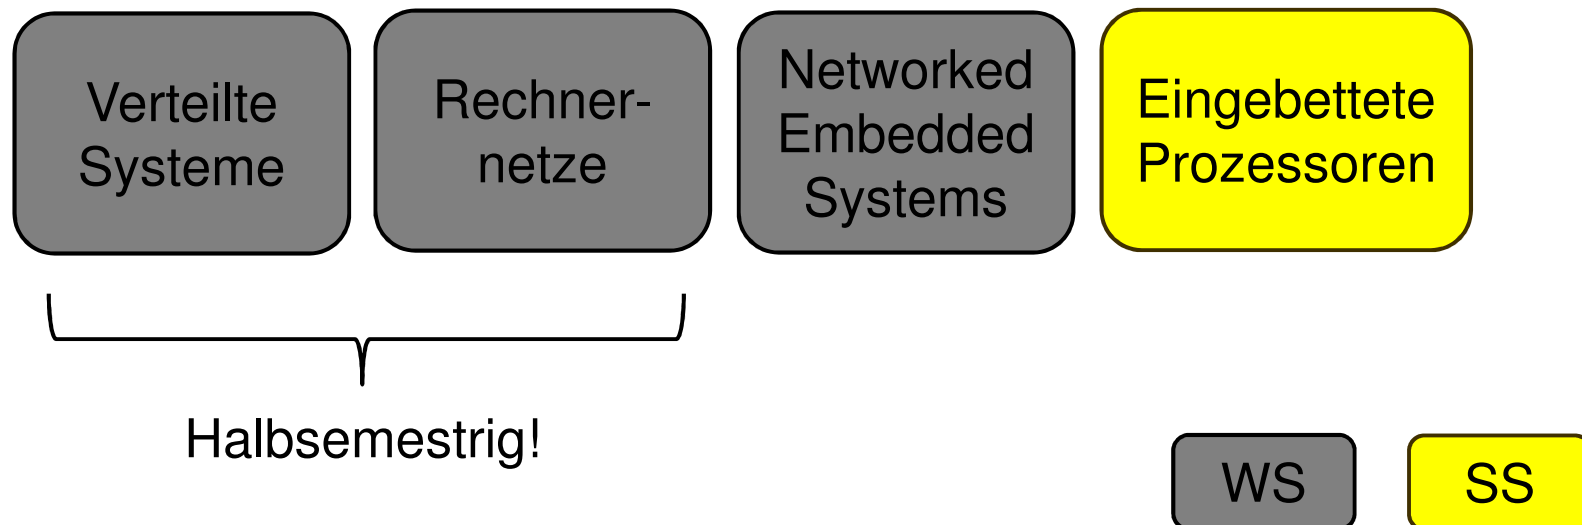 Verteilte
Systeme
Rechner-
netze
Networked
Embedded
Systems
Eingebettete
Prozessoren
Halbsemestrig!
WS
SS